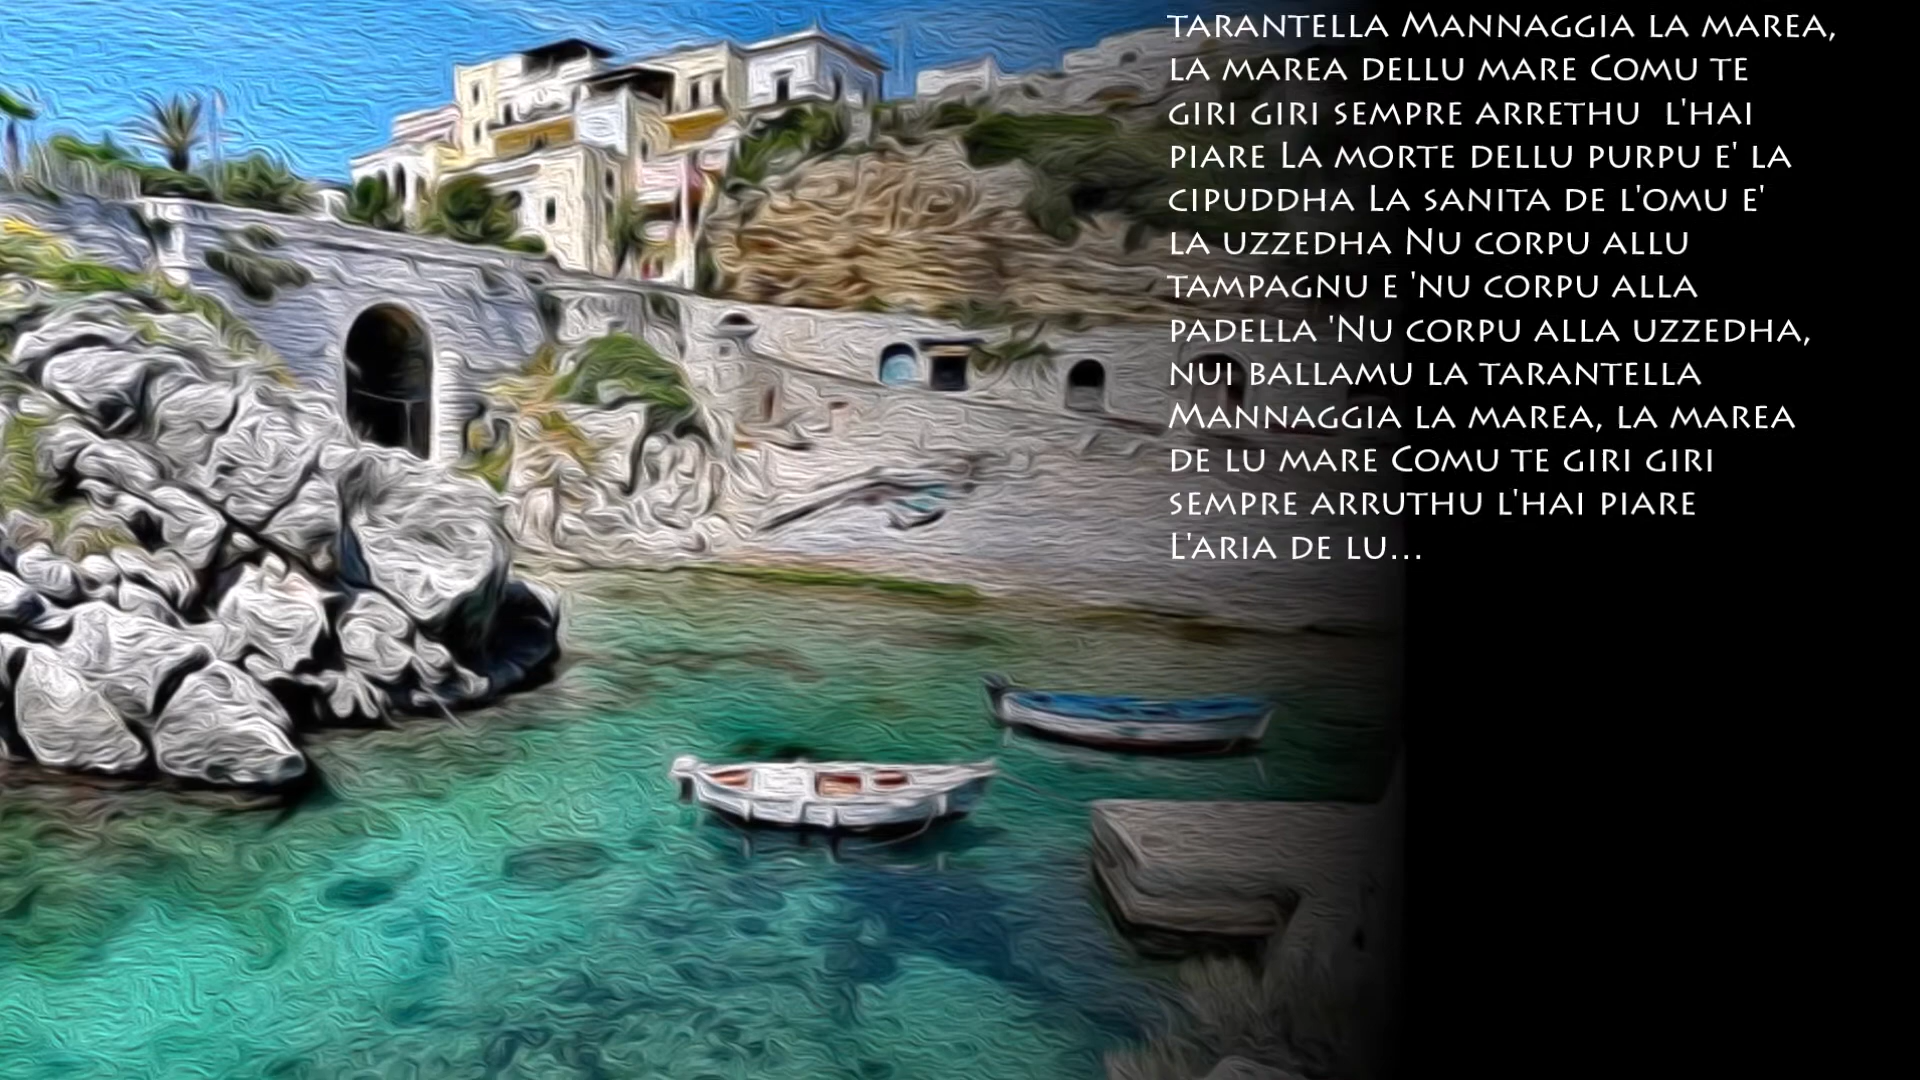 TARANTELLA MANNAGGIA LA MAREA,
LA MAREA DELLU MARE COMU TE
GIRI GIRI SEMPRE ARRETHU  L'HAI
PIARE LA MORTE DELLU PURPU E' LA
CIPUDDHA LA SANITA DE L'OMU E'
LA UZZEDHA NU CORPU ALLU
TAMPAGNU E 'NU CORPU ALLA
PADELLA 'NU CORPU ALLA UZZEDHA,
NUI BALLAMU LA TARANTELLA
MANNAGGIA LA MAREA, LA MAREA
DE LU MARE COMU TE GIRI GIRI
SEMPRE ARRUTHU L'HAI PIARE
L'ARIA DE LU...